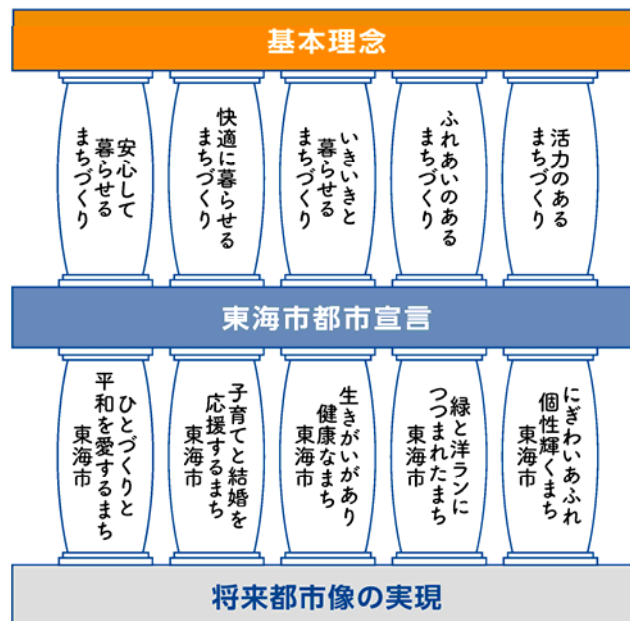 基本理念
安心して
暮らせる
まちづくり
快適に暮らせる
まちづくり
いきいきと
暮らせる
まちづくり
ふれあいのある
まちづくり
活力のある
まちづくり
東海市都市宣言
ひとづくりと
平和を愛するまち
東海市
子育てと結婚を
応援するまち
東海市
生きがいがあり
健康なまち
東海市
緑と洋ランに
つつまれたまち
東海市
にぎわいあふれ
個性輝くまち
東海市
将来都市像の実現